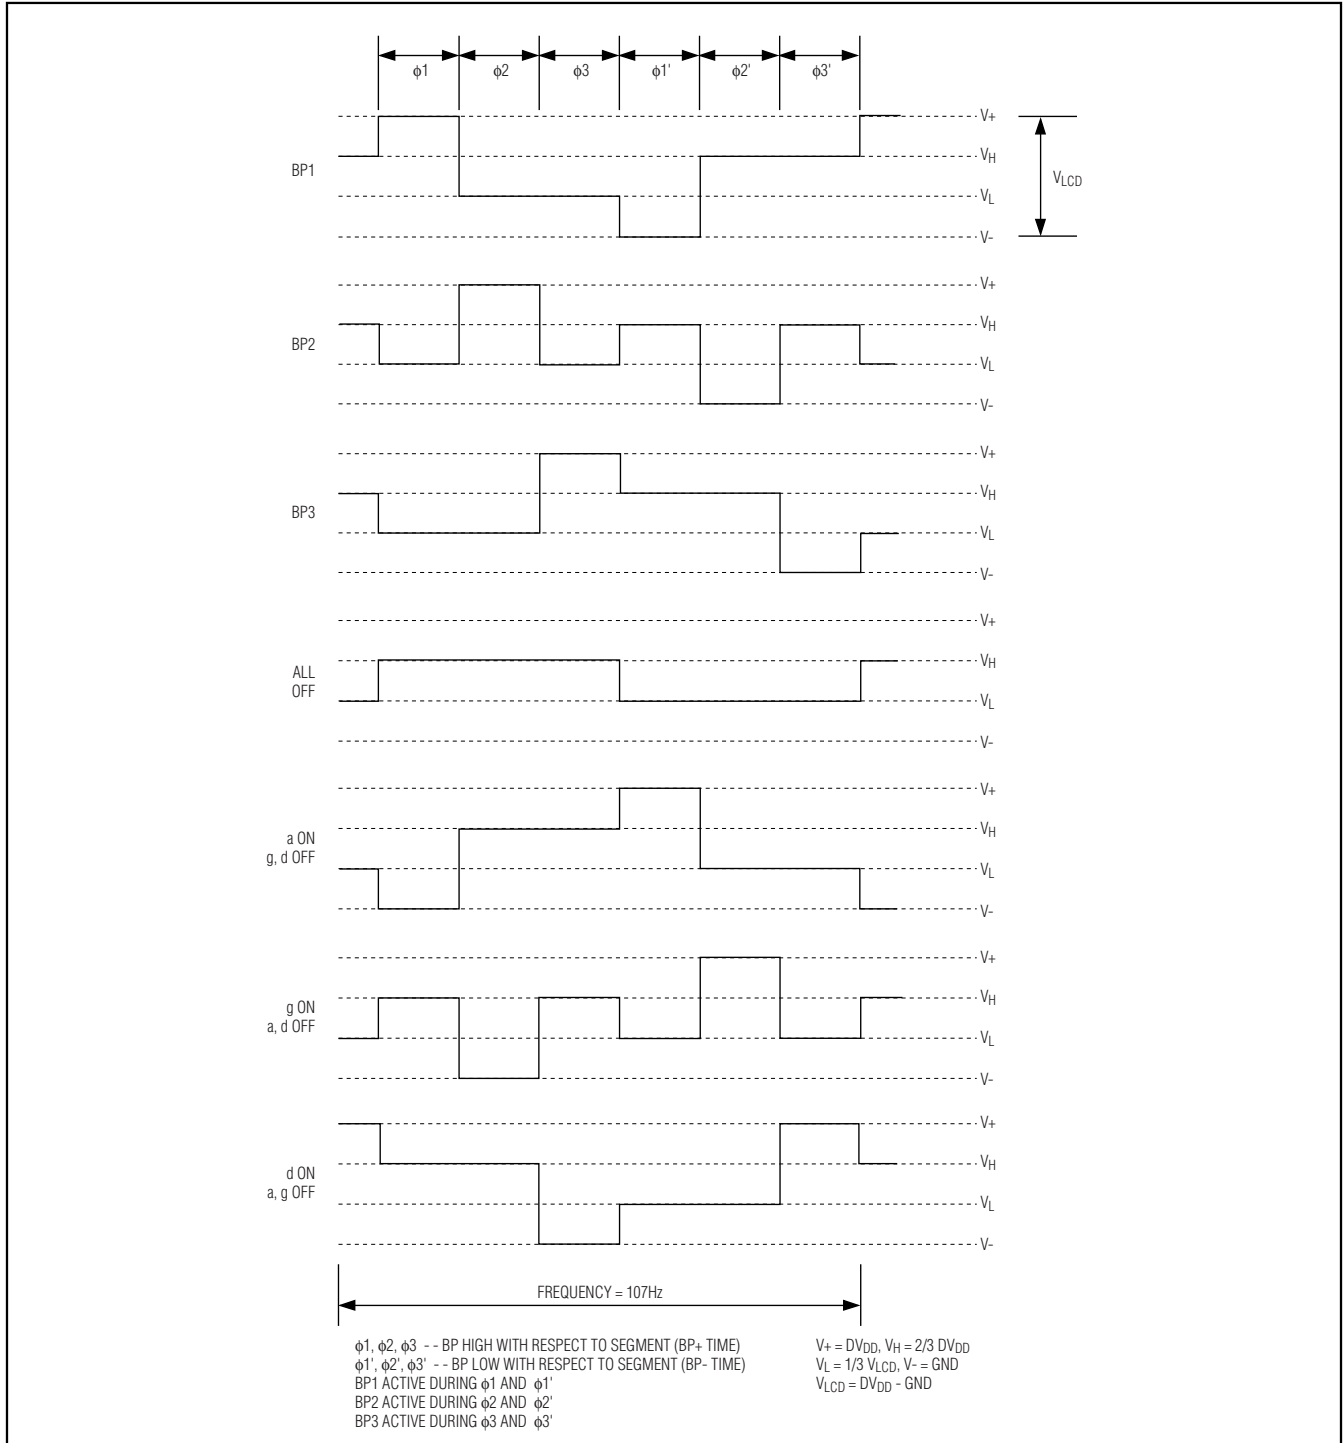 ϕ1 ϕ2 ϕ3 ϕ1' ϕ2' ϕ3'
V+
BP1
VH
VL
V-
VLCD
V+
BP2
VH
VL
V-
V+
BP3
VH
VL
V-
V+
ALL
OFF
VH
VL
V-
V+
a ON
g, d OFF
VH
VL
V-
V+
g ON
a, d OFF
VH
VL
V-
V+
d ON
a, g OFF
VH
VL
V-
FREQUENCY = 107Hz
ϕ1, ϕ2, ϕ3 - - BP HIGH WITH RESPECT TO SEGMENT (BP+ TIME)
ϕ1', ϕ2', ϕ3' - - BP LOW WITH RESPECT TO SEGMENT (BP- TIME)
BP1 ACTIVE DURING ϕ1 AND ϕ1'
BP2 ACTIVE DURING ϕ2 AND ϕ2'
BP3 ACTIVE DURING ϕ3 AND ϕ3'
V+ = DVDD, VH = 2/3 DVDD
VL = 1/3 VLCD, V- = GND
VLCD = DVDD - GND